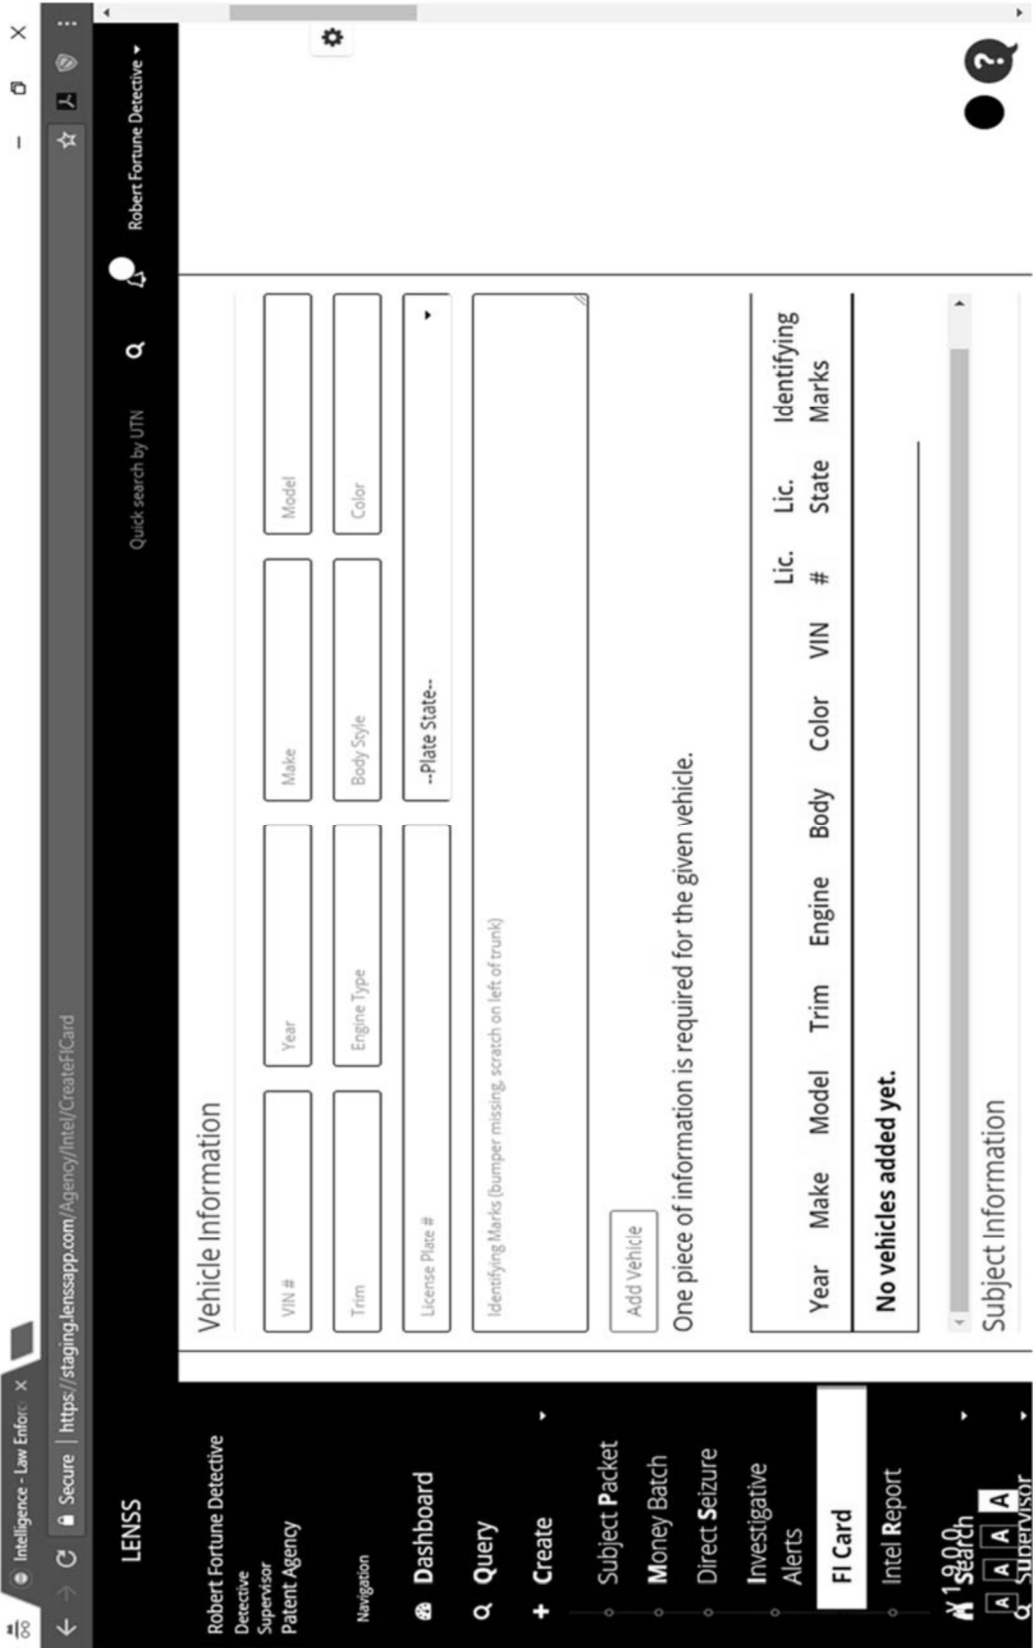 Intelligence - Law Enforc
Secure | https://staging.lenssapp.com/Agency/Intel/CreateFICard
LENSS
Quick search by UTN
Robert Fortune Detective
Robert Fortune Detective
Detective
Supervisor
Patent Agency
Navigation
Dashboard
Query
Create
Subject Packet
Money Batch
Direct Seizure
Investigative
Alerts
FI Card
Intel Report
Search
A A A A
Supervisor
Vehicle Information
VIN # Year Make Model
Trim Engine Type Body Style Color
License Plate # --Plate State--
Identifying Marks (bumper missing, scratch on left of trunk)
Add Vehicle
One piece of information is required for the given vehicle.
Lic. Lic. Identifying
Year Make Model Trim Engine Body Color VIN # State Marks
No vehicles added yet.
Subject Information